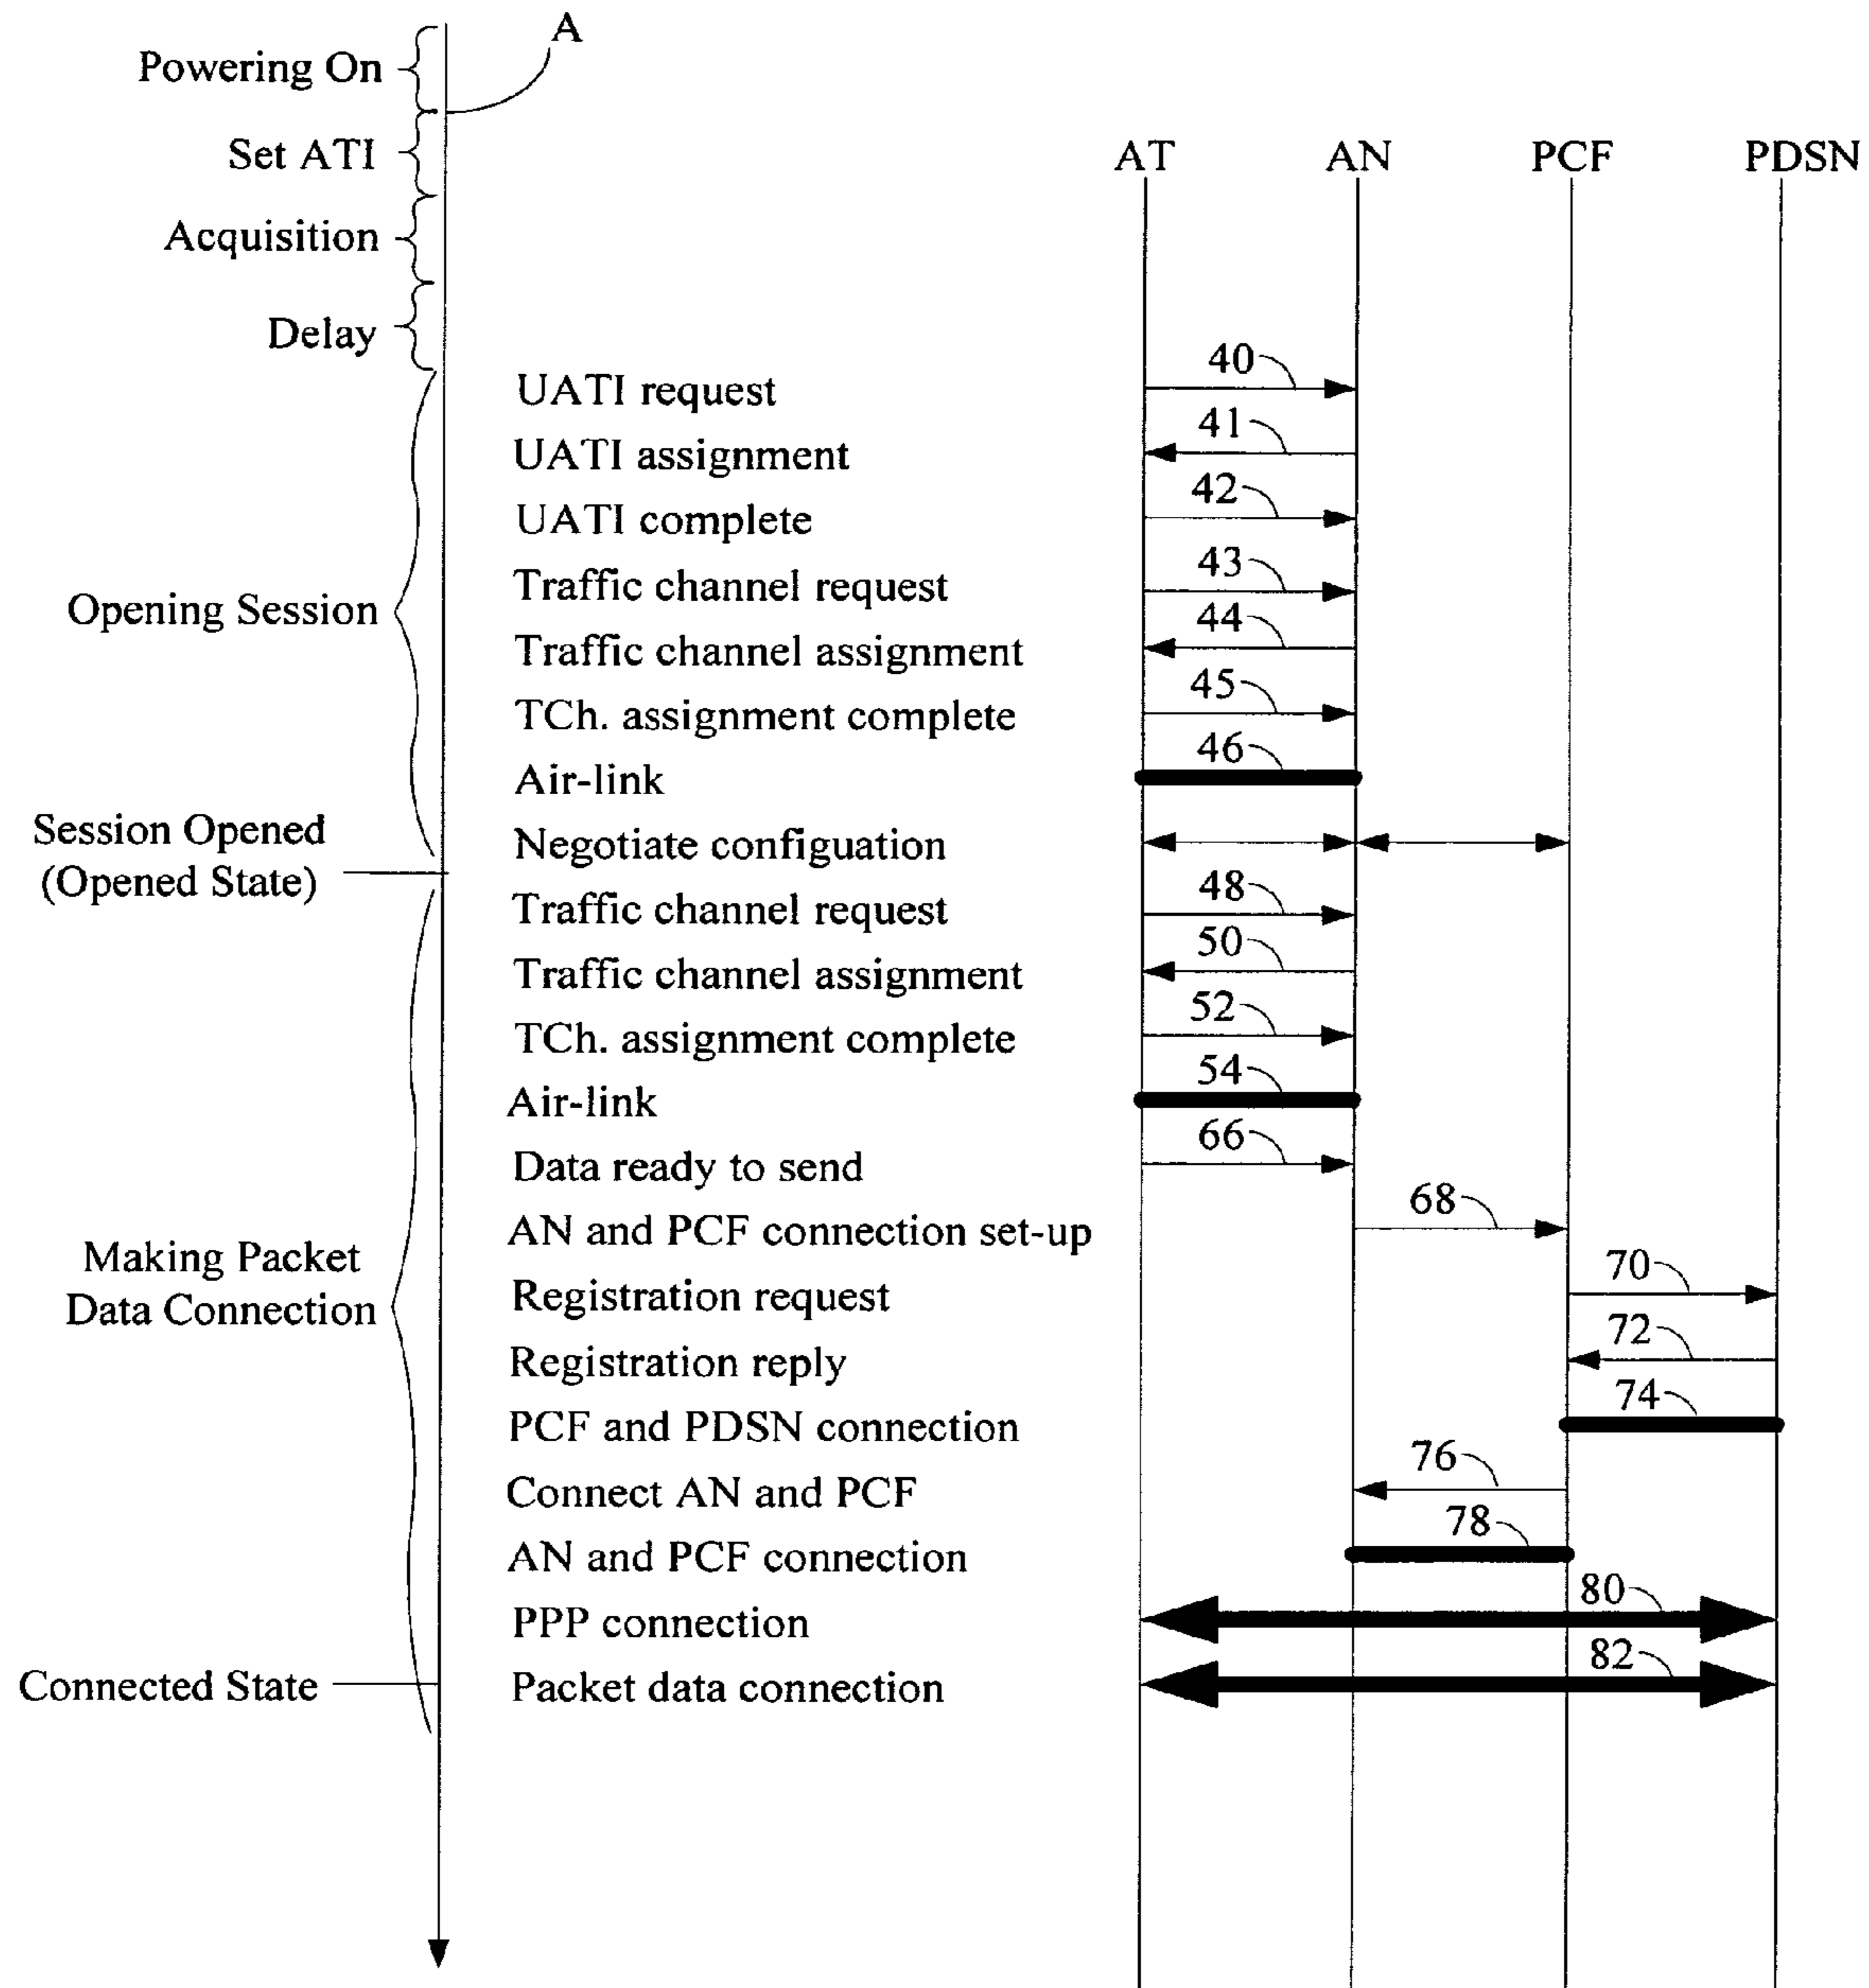 A
Powering On
Set ATI
AT AN PCF PDSN
Acquisition
Delay
40
UATI request
41
UATI assignment
42
UATI complete
43
Traffic channel request
Opening Session
44
Traffic channel assignment
45
TCh. assignment complete
46
Air-link
Session Opened
(Opened State)
Negotiate configuation
48
Traffic channel request
50
Traffic channel assignment
52
TCh. assignment complete
54
Air-link
66
Data ready to send
68
AN and PCF connection set-up
Making Packet
Data Connection
70
Registration request
72
Registration reply
74
PCF and PDSN connection
76
Connect AN and PCF
78
AN and PCF connection
80
PPP connection
82
Connected State
Packet data connection